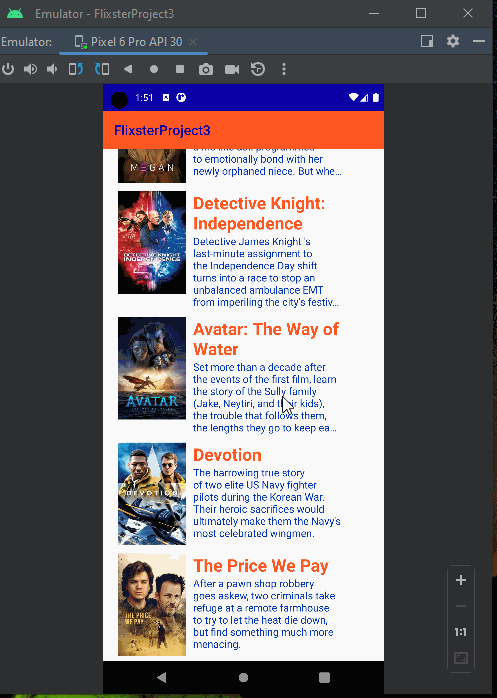 Emulator - FlixsterProject3
Emulator: Pixel 6 Pro API 30
1:51
FlixsterProject3
to emotionally bond with her
newly orphaned niece. But whe…
M3GAN
Detective Knight:
Independence
Detective James Knight 's
last-minute assignment to
the Independence Day shift
turns into a race to stop an
unbalanced ambulance EMT
from imperiling the city's festiv…
DETECTIVE KNIGHT
INDEPENDENCE
Avatar: The Way of
Water
Set more than a decade after
the events of the first film, learn
the story of the Sully family
(Jake, Neytiri, and their kids),
the trouble that follows them,
the lengths they go to keep ea…
AVATAR
Devotion
The harrowing true story
of two elite US Navy fighter
pilots during the Korean War.
Their heroic sacrifices would
ultimately make them the Navy's
most celebrated wingmen.
DEVOTION
The Price We Pay
After a pawn shop robbery
goes askew, two criminals take
refuge at a remote farmhouse
to try to let the heat die down,
but find something much more
menacing.
THE PRICE
WE PAY
1:1